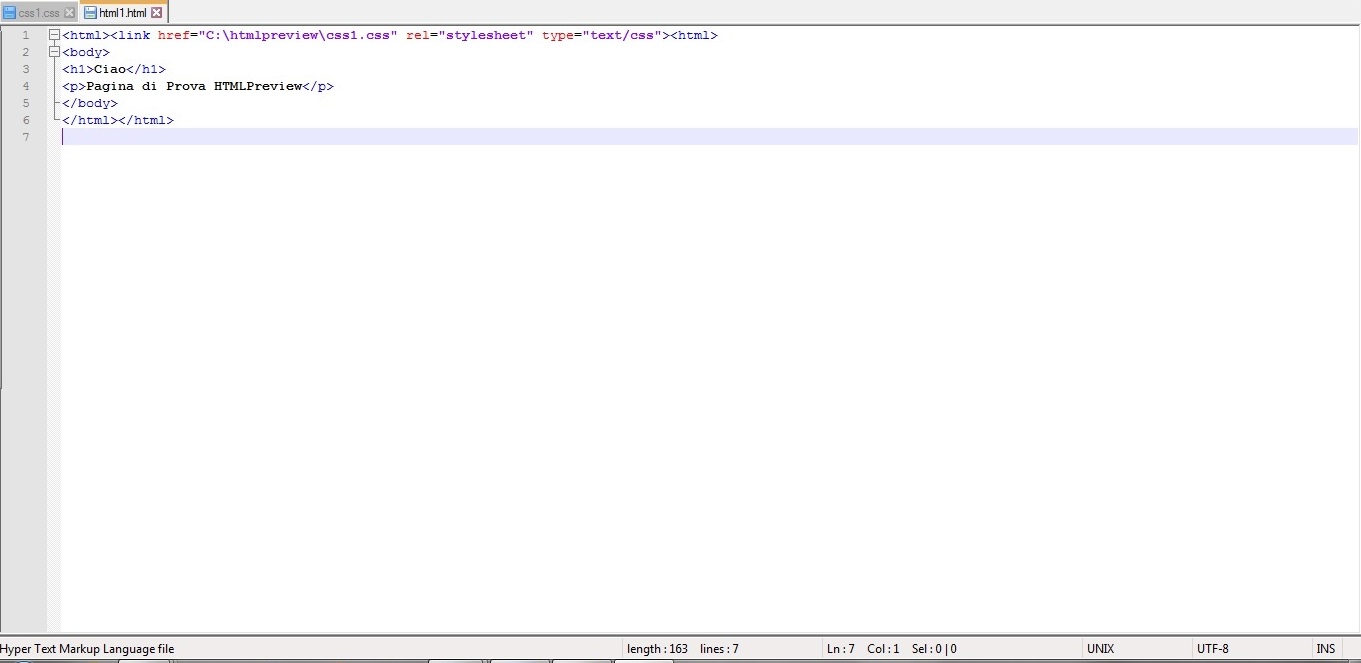 css1.css html1.html
1 <html><link href="C:\htmlpreview\css1.css" rel="stylesheet" type="text/css"><html>
2 <body>
3 <h1>Ciao</h1>
4 <p>Pagina di Prova HTMLPreview</p>
5 </body>
6 </html></html>
7
Hyper Text Markup Language file length : 163 lines : 7 Ln : 7 Col : 1 Sel : 0 | 0 UNIX UTF-8 INS